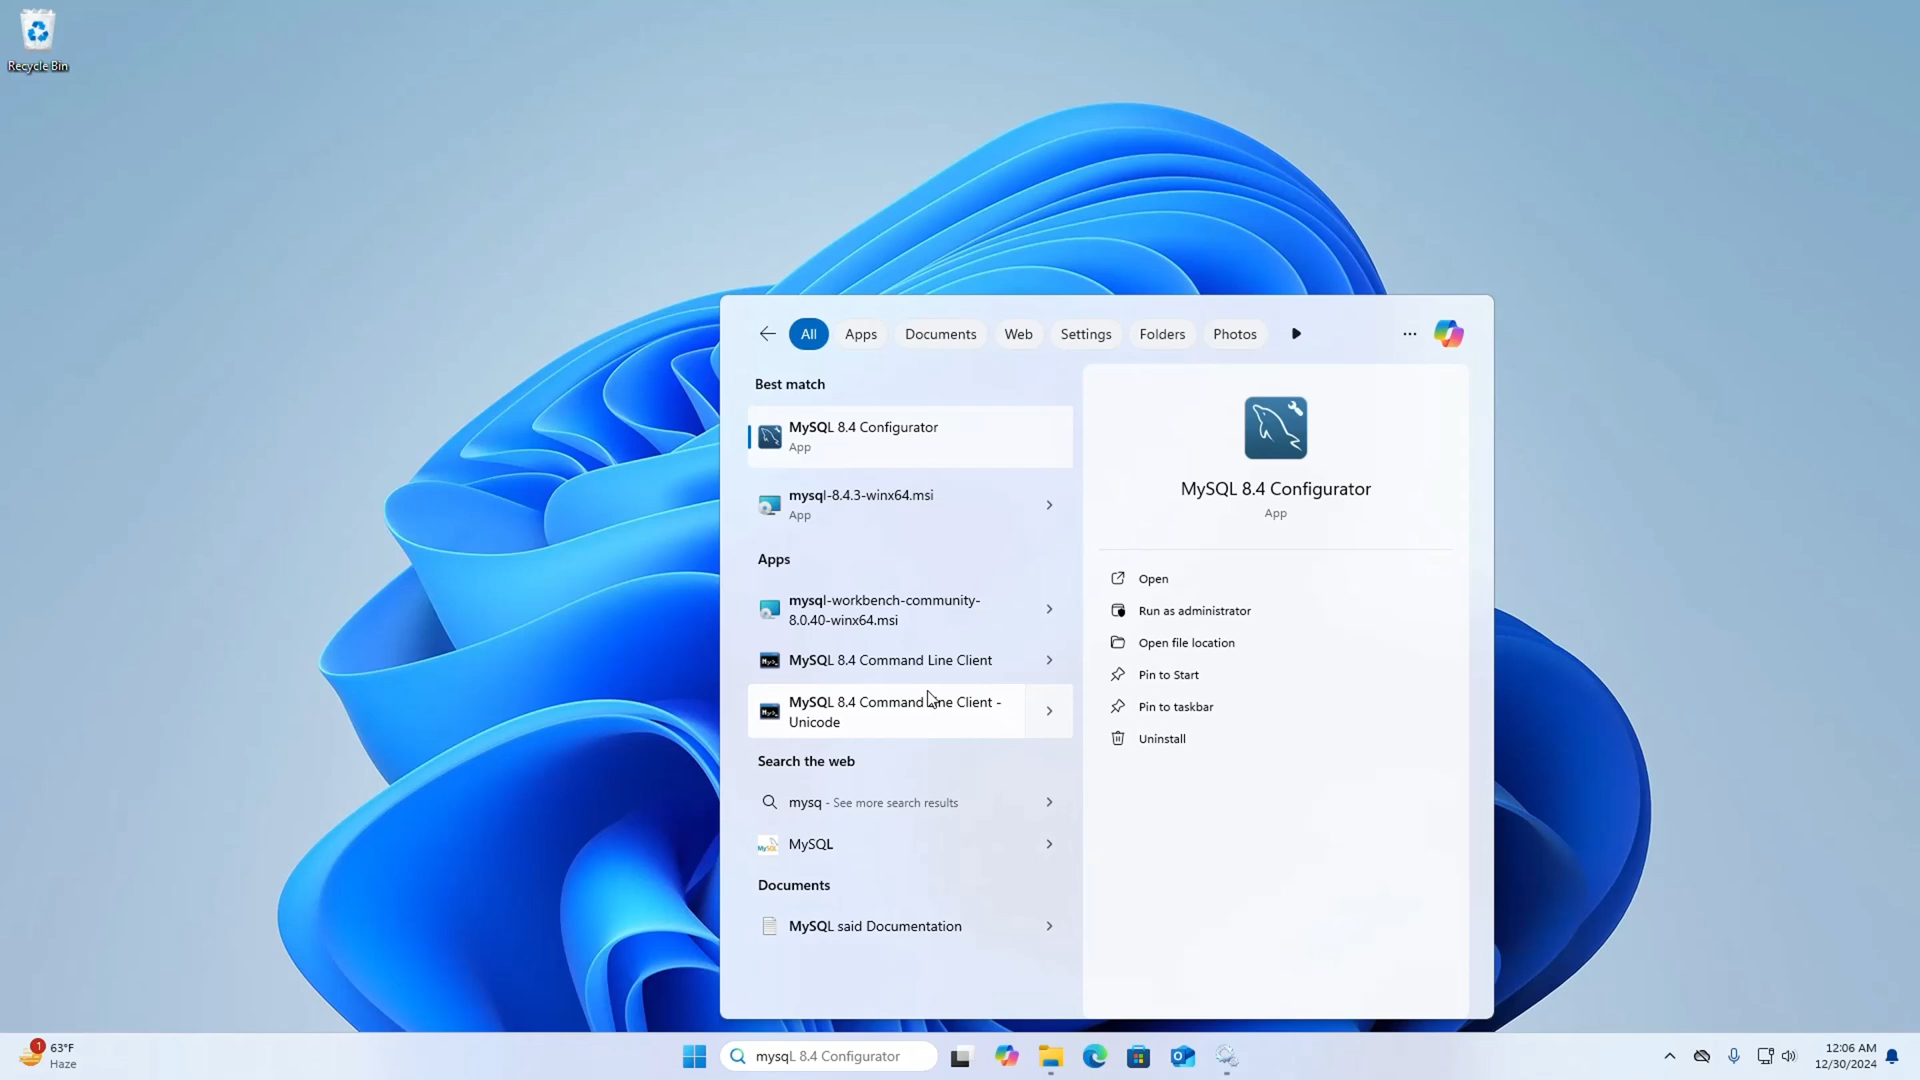 Recycle Bin
All
Apps
Documents
Web
Settings
Folders
Photos
Best match
MySQL 8.4 Configurator
App
mysql-8.4.3-winx64.msi
App
Apps
mysql-workbench-community-
8.0.40-winx64.msi
MySQL 8.4 Command Line Client
MySQL 8.4 Command Line Client -
Unicode
Search the web
mysq - See more search results
MySQL
Documents
MySQL said Documentation
MySQL 8.4 Configurator
App
Open
Run as administrator
Open file location
Pin to Start
Pin to taskbar
Uninstall
1
63°F
Haze
mysqL 8.4 Configurator
12:06 AM
12/30/2024